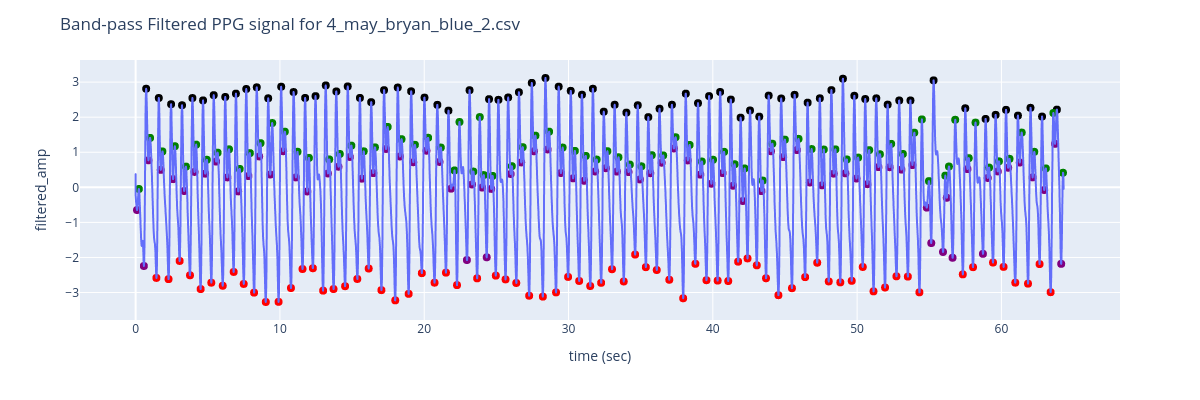 Band-pass Filtered PPG signal for 4_may_bryan_blue_2.csv
3
2
1
0
−1
−2
−3
filtered_amp
0 10 20 30 40 50 60
time (sec)